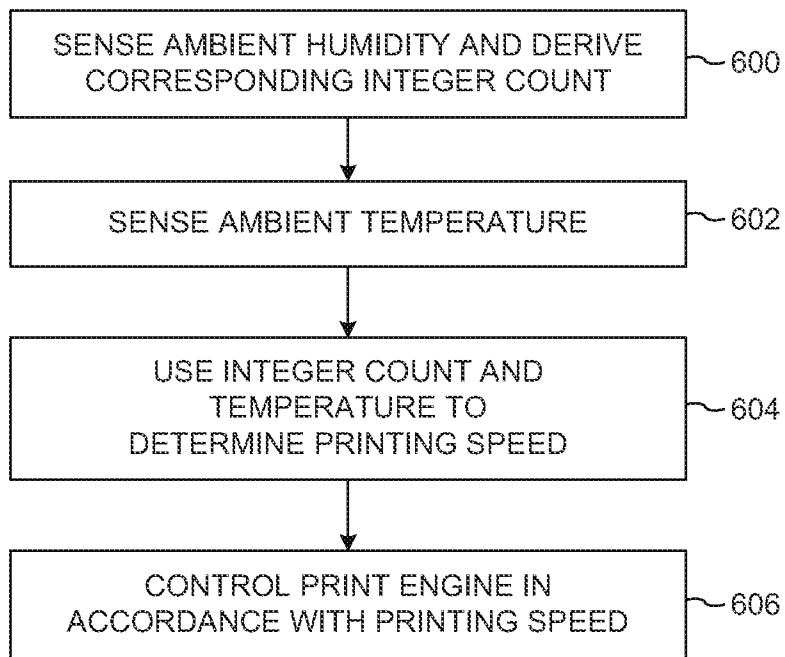 SENSE AMBIENT HUMIDITY AND DERIVE
CORRESPONDING INTEGER COUNT
600
SENSE AMBIENT TEMPERATURE
602
USE INTEGER COUNT AND
TEMPERATURE TO
DETERMINE PRINTING SPEED
604
CONTROL PRINT ENGINE IN
ACCORDANCE WITH PRINTING SPEED
606